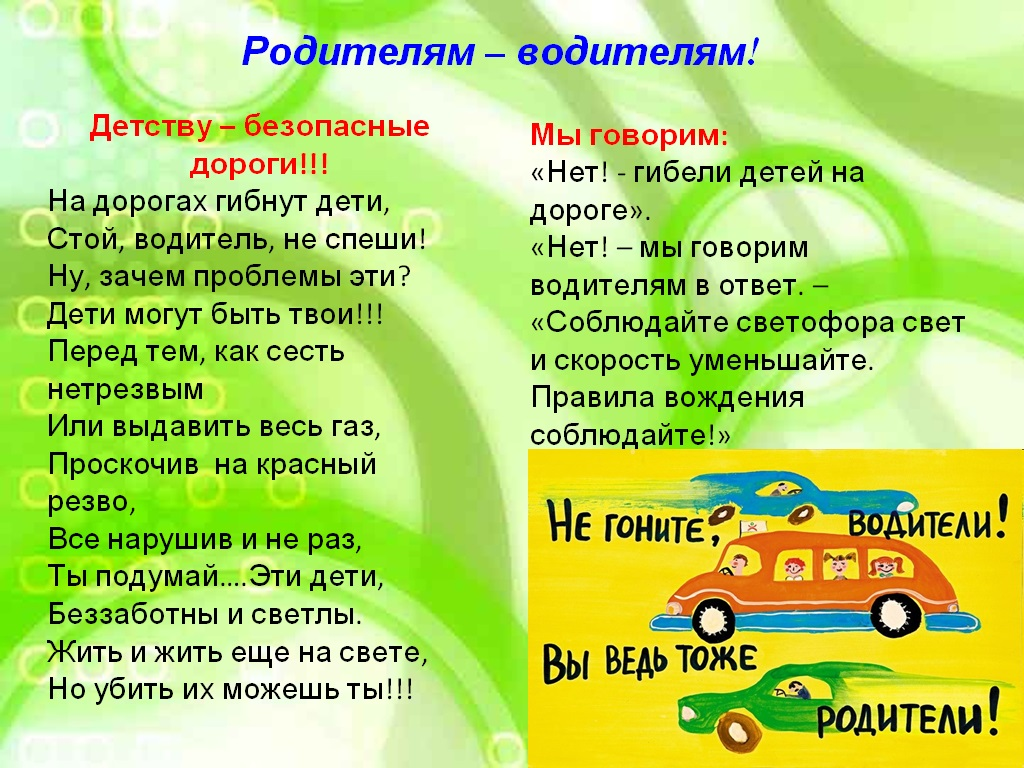 Родителям – водителям!
Детству – безопасные
дороги!!!
На дорогах гибнут дети,
Стой, водитель, не спеши!
Ну, зачем проблемы эти?
Дети могут быть твои!!!
Перед тем, как сесть
нетрезвым
Или выдавить весь газ,
Проскочив  на красный
резво,
Все нарушив и не раз,
Ты подумай....Эти дети,
Беззаботны и светлы.
Жить и жить еще на свете,
Но убить их можешь ты!!!
Мы говорим:
«Нет! - гибели детей на
дороге».
«Нет! – мы говорим
водителям в ответ. –
«Соблюдайте светофора свет
и скорость уменьшайте.
Правила вождения
соблюдайте!»
Не гоните, водители!
Вы ведь тоже
родители!